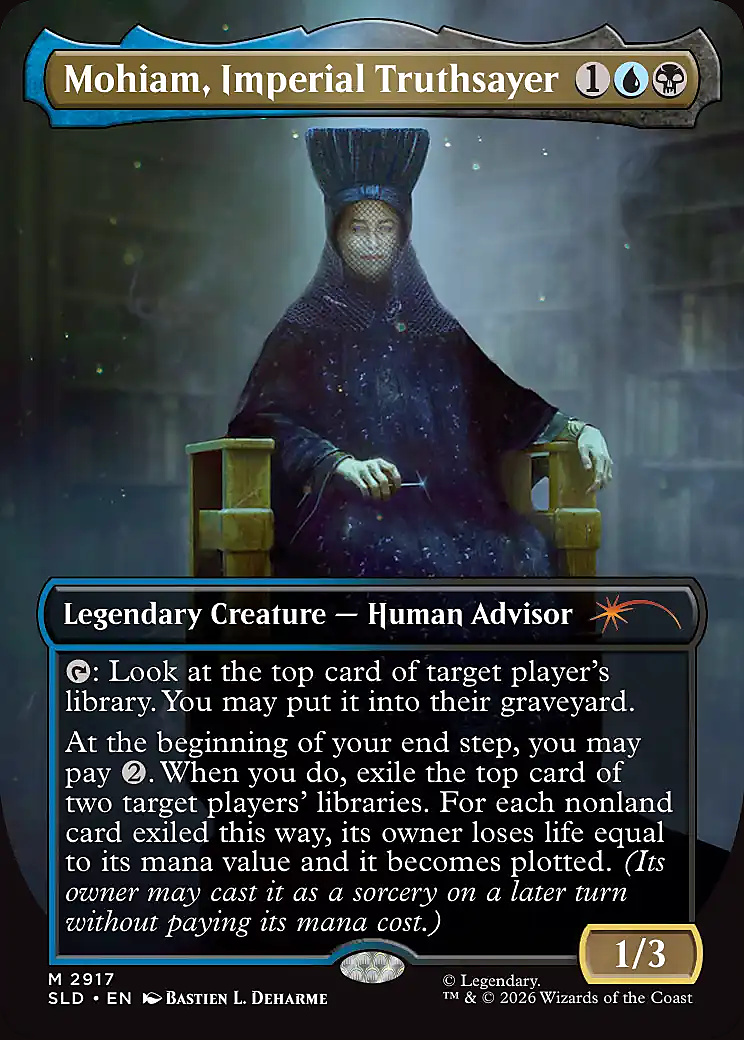 Mohiam, Imperial Truthsayer 1
Legendary Creature — Human Advisor
: Look at the top card of target player's
library. You may put it into their graveyard.
At the beginning of your end step, you may
pay 2. When you do, exile the top card of
two target players' libraries. For each nonland
card exiled this way, its owner loses life equal
to its mana value and it becomes plotted. (Its
owner may cast it as a sorcery on a later turn
without paying its mana cost.)
1/3
M 2917
SLD • EN Bastien L. Deharme
© Legendary.
™ & © 2026 Wizards of the Coast